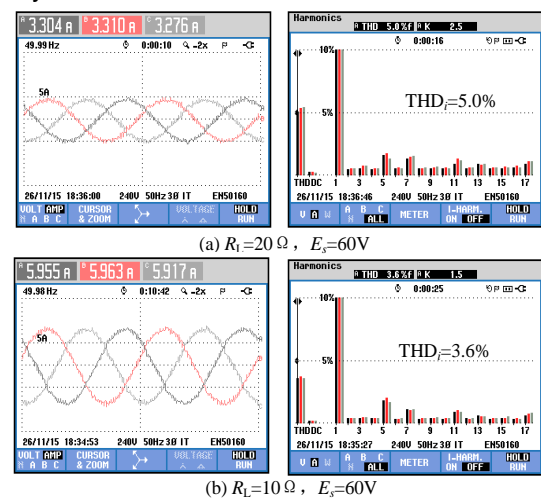 A 3.304 A B 3.310 A C 3.276 A
49.99 Hz 0:00:10 -2x P
5A
26/11/15 18:36:00 240V 50Hz 3Ø IT EN50160
VOLT AMP CURSOR VOLTAGE HOLD
N A B C & ZOOM RUN
Harmonics
A THD 5.0%f A K 2.5
0:00:16 P
10%
5%
THDi=5.0%
THDDC 1 3 5 7 9 11 13 15 17
26/11/15 18:36:46 240V 50Hz 3Ø IT EN50160
V A W A B C METER I-HARM. HOLD
N ALL ON OFF RUN
(a) RL=20Ω，Es=60V
A 5.955 A B 5.963 A C 5.917 A
49.98 Hz 0:10:42 -2x P
5A
26/11/15 18:34:53 240V 50Hz 3Ø IT EN50160
VOLT AMP CURSOR VOLTAGE HOLD
N A B C & ZOOM RUN
Harmonics
A THD 3.6%f A K 1.5
0:00:25 P
10%
5%
THDi=3.6%
THDDC 1 3 5 7 9 11 13 15 17
26/11/15 18:35:27 240V 50Hz 3Ø IT EN50160
V A W A B C METER I-HARM. HOLD
N ALL ON OFF RUN
(b) RL=10Ω，Es=60V